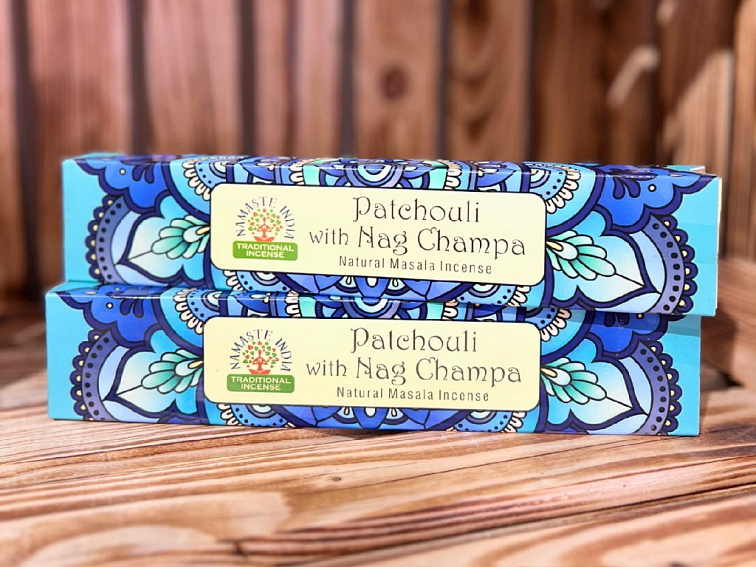 NAMASTE INDIA
TRADITIONAL
INCENSE
Patchouli
with Nag Champa
Natural Masala Incense
NAMASTE INDIA
TRADITIONAL
INCENSE
Patchouli
with Nag Champa
Natural Masala Incense